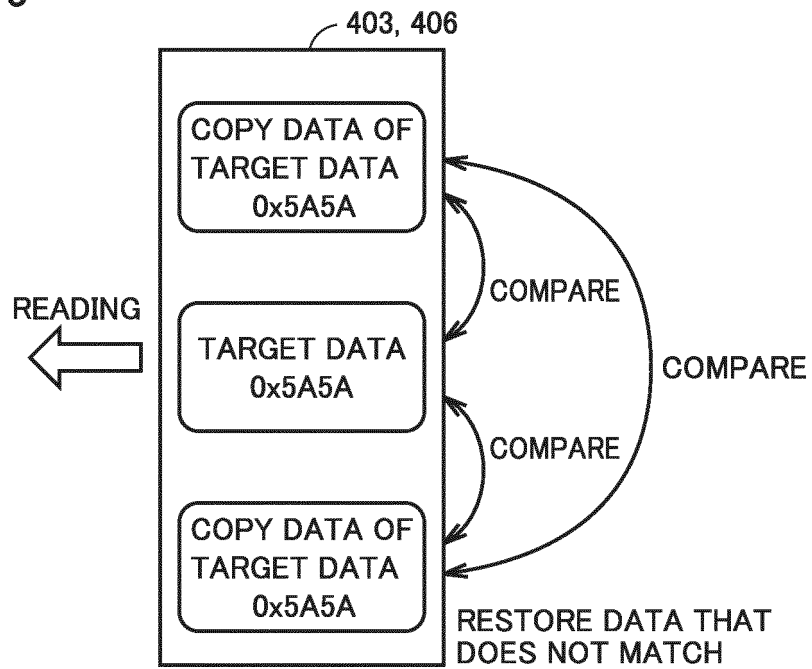 403, 406
COPY DATA OF
TARGET DATA
0x5A5A
COMPARE
READING
TARGET DATA
0x5A5A
COMPARE
COMPARE
COPY DATA OF
TARGET DATA
0x5A5A
RESTORE DATA THAT
DOES NOT MATCH